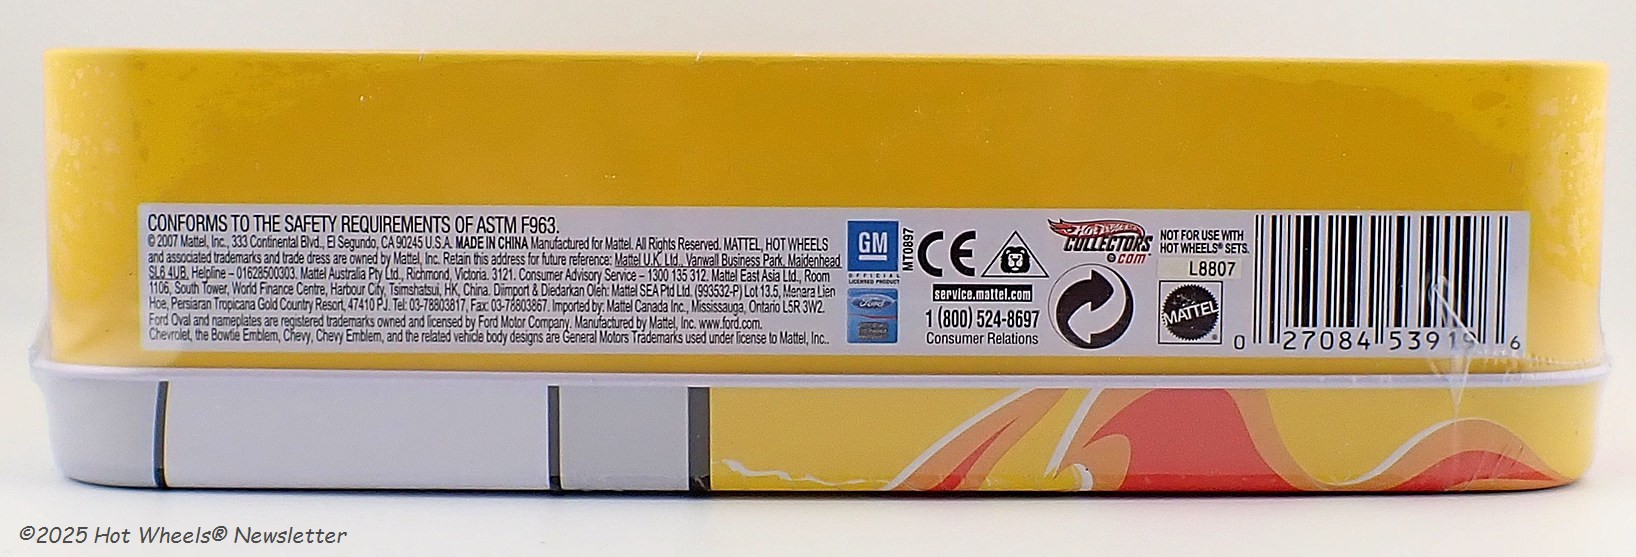 CONFORMS TO THE SAFETY REQUIREMENTS OF ASTM F963.
© 2007 Mattel, Inc., 333 Continental Blvd., El Segundo, CA 90245 U.S.A. MADE IN CHINA Manufactured for Mattel. All Rights Reserved. MATTEL, HOT WHEELS
and associated trademarks and trade dress are owned by Mattel, Inc. Retain this address for future reference: Mattel U.K. Ltd., Vanwall Business Park, Maidenhead
SL6 4UB. Helpline – 01628500303. Mattel Australia Pty. Ltd., Richmond, Victoria. 3121. Consumer Advisory Service – 1300 135 312. Mattel East Asia Ltd., Room
1106, South Tower, World Finance Centre, Harbour City, Tsimshatsui, HK, China. Diimport & Diedarkan Oleh: Mattel SEA Ptd Ltd. (993532-P) Lot 13.5, Menara Lien
Hoe, Persiaran Tropicana Gold Country Resort, 47410 PJ. Tel: 03-78803817, Fax: 03-78803867. Imported by: Mattel Canada Inc., Mississauga, Ontario L5R 3W2.
Ford Oval and nameplates are registered trademarks owned and licensed by Ford Motor Company. Manufactured by Mattel, Inc. www.ford.com.
Chevrolet, the Bowtie Emblem, Chevy, Chevy Emblem, and the related vehicle body designs are General Motors Trademarks used under license to Mattel, Inc..
GM
OFFICIAL
LICENSED PRODUCT
Ford
MT0897
CE
service.mattel.com
1 (800) 524-8697
Consumer Relations
Hot Wheels
COLLECTORS
.com
NOT FOR USE WITH
HOT WHEELS® SETS.
L8807
MATTEL
0 27084 53919 6
©2025 Hot Wheels® Newsletter